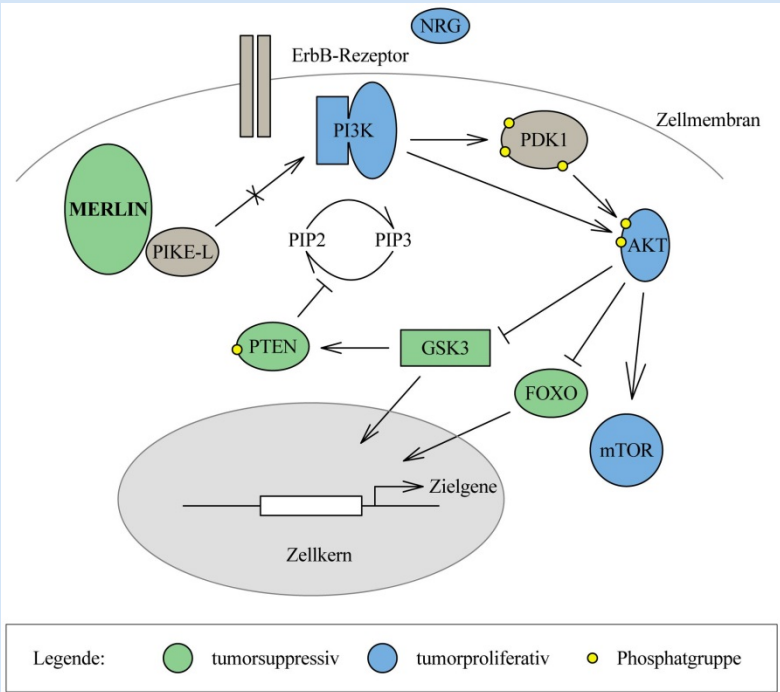 NRG
ErbB-Rezeptor
PI3K
PDK1
Zellmembran
MERLIN
PIKE-L
PIP2
PIP3
AKT
PTEN
GSK3
FOXO
mTOR
Zielgene
Zellkern
Legende: tumorsuppressiv tumorproliferativ Phosphatgruppe